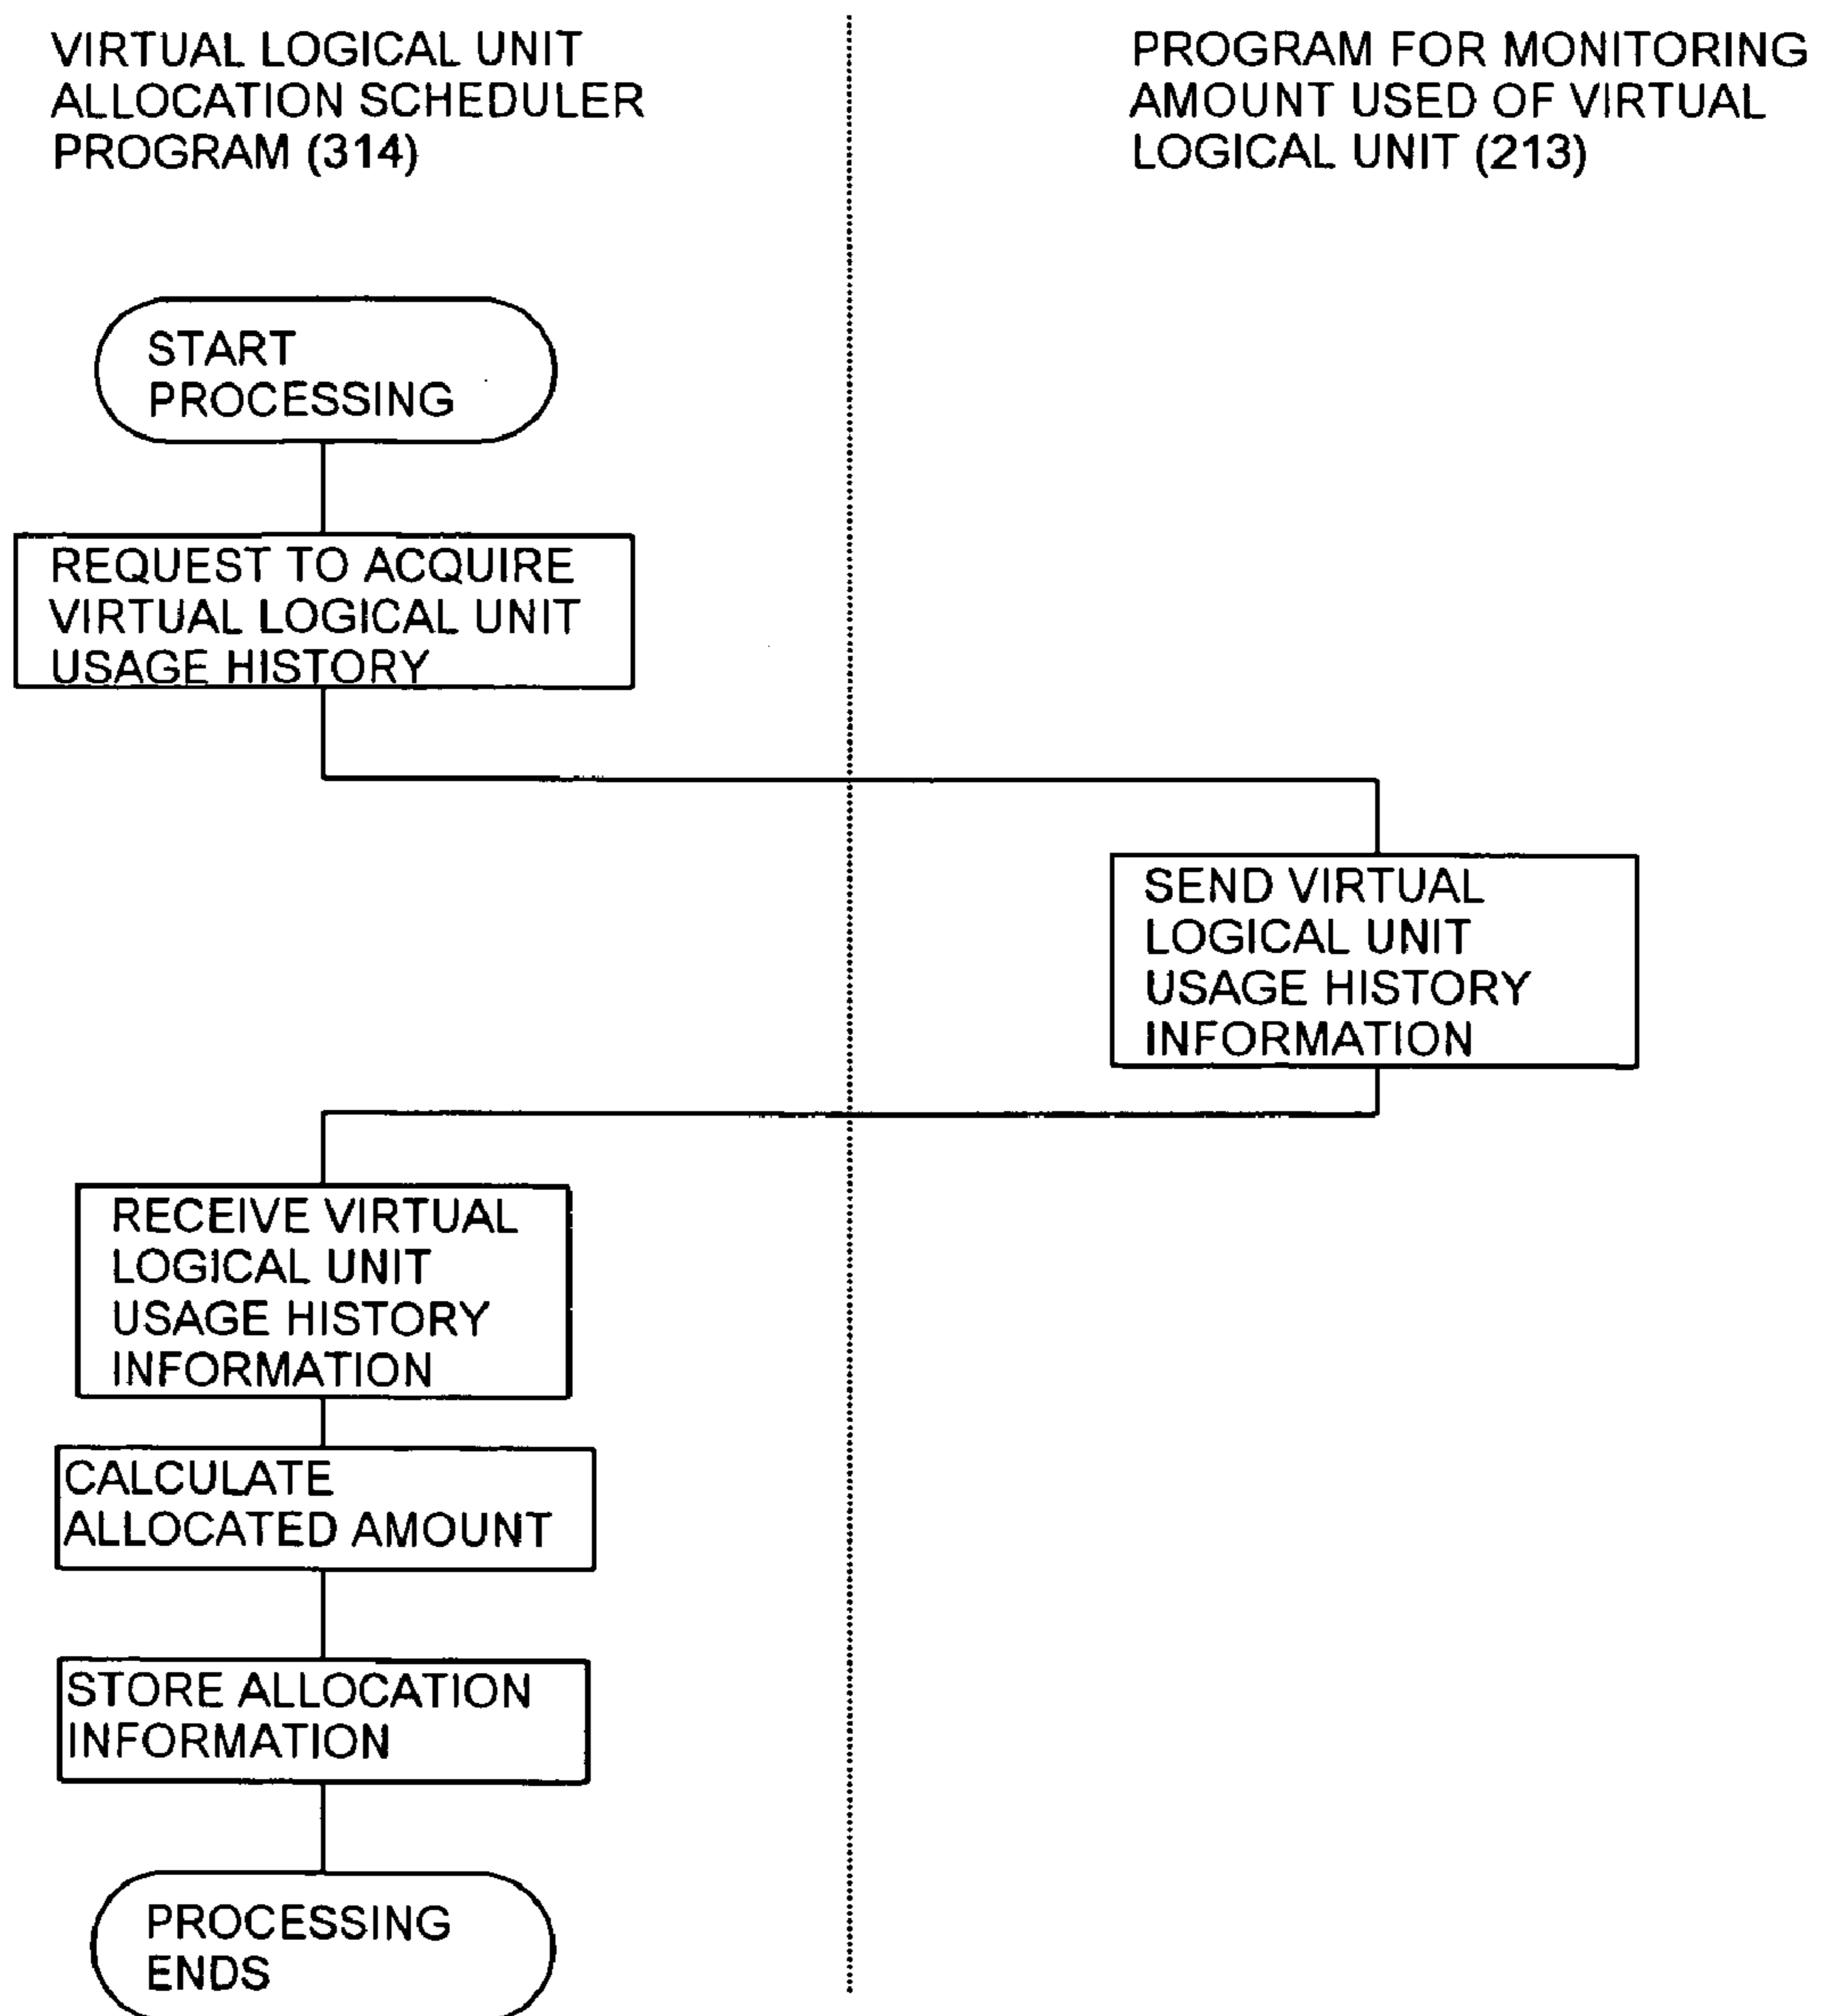 VIRTUAL LOGICAL UNIT
ALLOCATION SCHEDULER
PROGRAM (314)
PROGRAM FOR MONITORING
AMOUNT USED OF VIRTUAL
LOGICAL UNIT (213)
START
PROCESSING
REQUEST TO ACQUIRE
VIRTUAL LOGICAL UNIT
USAGE HISTORY
SEND VIRTUAL
LOGICAL UNIT
USAGE HISTORY
INFORMATION
RECEIVE VIRTUAL
LOGICAL UNIT
USAGE HISTORY
INFORMATION
CALCULATE
ALLOCATED AMOUNT
STORE ALLOCATION
INFORMATION
PROCESSING
ENDS